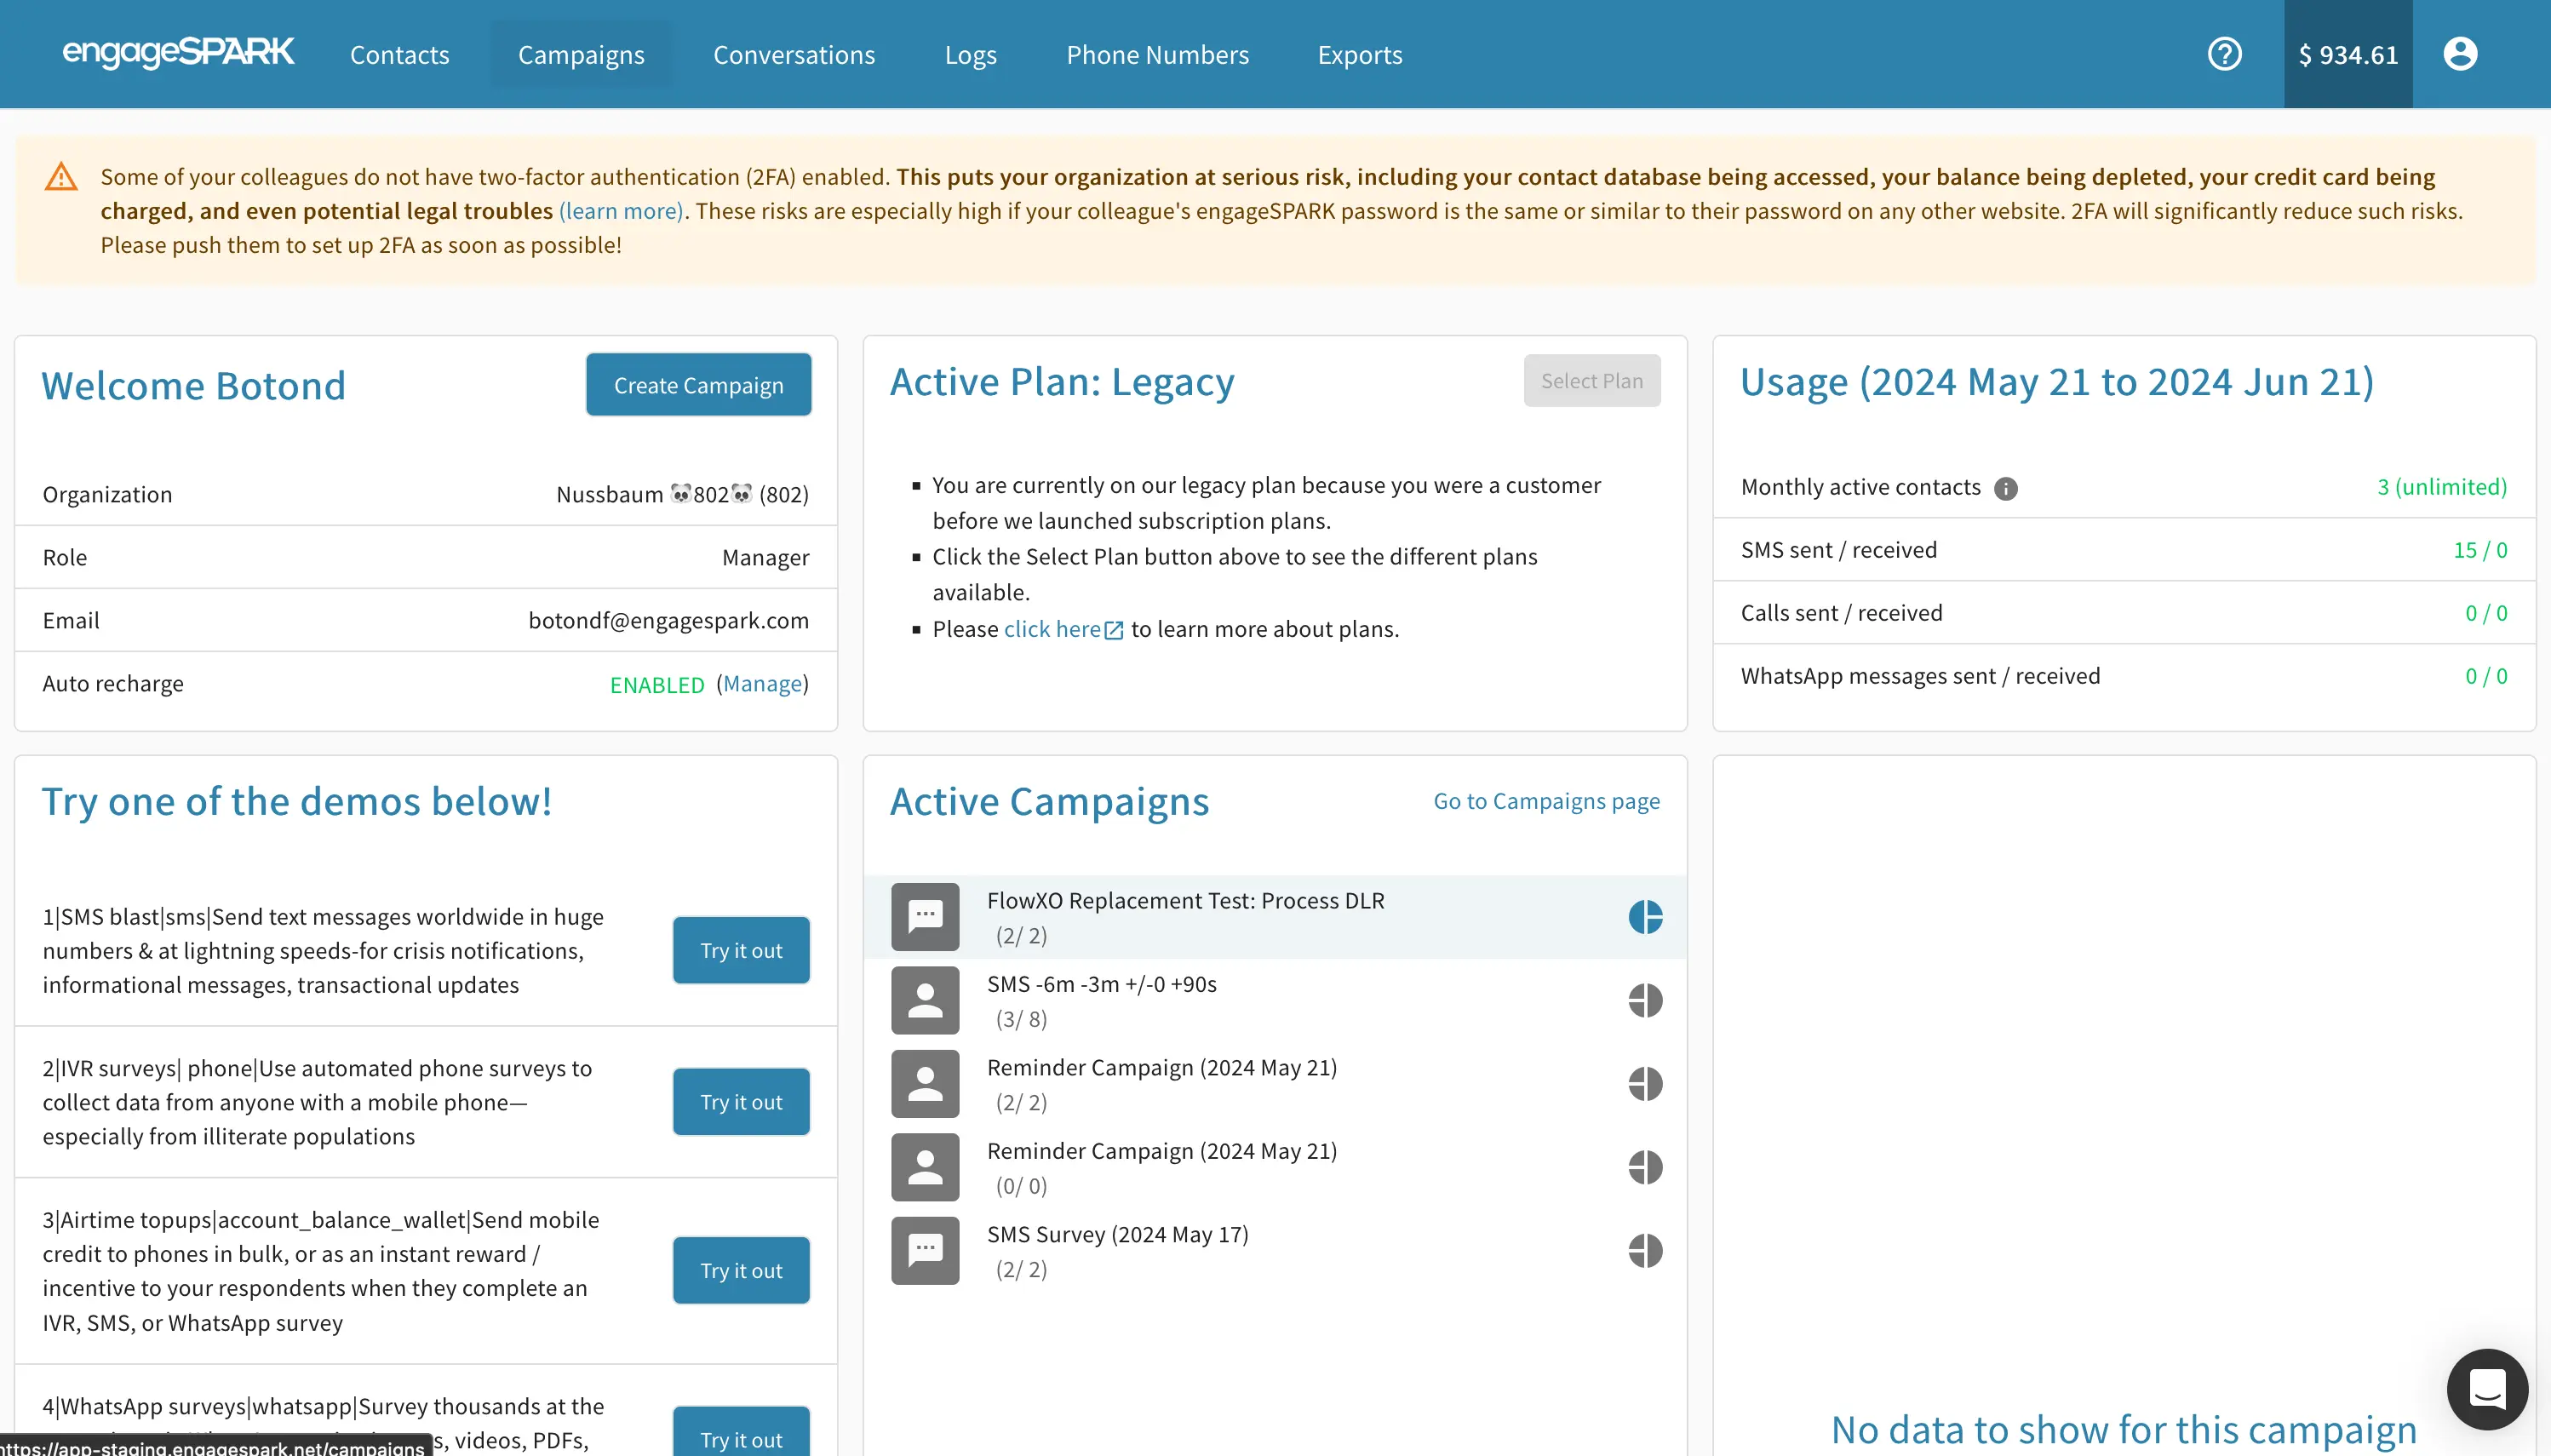 engageSPARK Contacts Campaigns Conversations Logs Phone Numbers Exports $ 934.61
Some of your colleagues do not have two-factor authentication (2FA) enabled. This puts your organization at serious risk, including your contact database being accessed, your balance being depleted, your credit card being
charged, and even potential legal troubles (learn more). These risks are especially high if your colleague's engageSPARK password is the same or similar to their password on any other website. 2FA will significantly reduce such risks.
Please push them to set up 2FA as soon as possible!
Welcome Botond
Create Campaign
Organization Nussbaum 🐼802🐼 (802)
Role Manager
Email botondf@engagespark.com
Auto recharge ENABLED (Manage)
Active Plan: Legacy
Select Plan
You are currently on our legacy plan because you were a customer
before we launched subscription plans.
Click the Select Plan button above to see the different plans
available.
Please click here to learn more about plans.
Usage (2024 May 21 to 2024 Jun 21)
Monthly active contacts 3 (unlimited)
SMS sent / received 15 / 0
Calls sent / received 0 / 0
WhatsApp messages sent / received 0 / 0
Try one of the demos below!
1|SMS blast|sms|Send text messages worldwide in huge
numbers & at lightning speeds-for crisis notifications,
informational messages, transactional updates
Try it out
2|IVR surveys| phone|Use automated phone surveys to
collect data from anyone with a mobile phone—
especially from illiterate populations
Try it out
3|Airtime topups|account_balance_wallet|Send mobile
credit to phones in bulk, or as an instant reward /
incentive to your respondents when they complete an
IVR, SMS, or WhatsApp survey
Try it out
4|WhatsApp surveys|whatsapp|Survey thousands at the
s, videos, PDFs,
Try it out
https://app-staging.engagespark.net/campaigns
Active Campaigns
Go to Campaigns page
FlowXO Replacement Test: Process DLR
(2/ 2)
SMS -6m -3m +/-0 +90s
(3/ 8)
Reminder Campaign (2024 May 21)
(2/ 2)
Reminder Campaign (2024 May 21)
(0/ 0)
SMS Survey (2024 May 17)
(2/ 2)
No data to show for this campaign